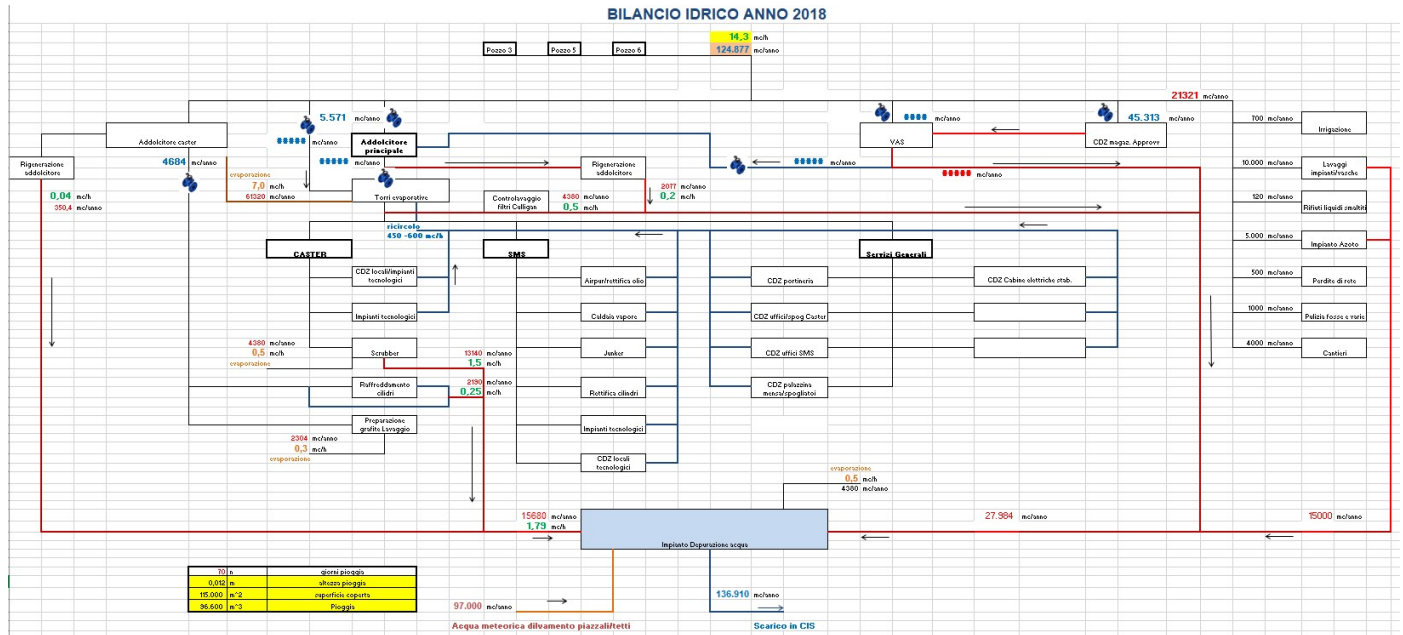 BILANCIO IDRICO ANNO 2018
14,3 mc/h
Pozzo 3 Pozzo 5 Pozzo 6 124.877 mc/anno
21321 mc/anno
5.571 mc/anno
45.313 mc/anno
700 mc/anno Irrigazione
Addolcitore caster
Addolcitore
principale
VAS
CDZ magaz. Approvv
Rigenerazione
addolcitore
4684 mc/anno
evaporazione
7,0 mc/h
61320 mc/anno
Torri evaporative
Rigenerazione
addolcitore
10.000 mc/anno Lavaggi
impianti/vasche
0,04 mc/h
350,4 mc/anno
Controlavaggio
filtri Culligan
4380 mc/anno
0,5 mc/h
2077 mc/anno
0,2 mc/h
120 mc/anno Rifiuti liquidi smaltiti
ricircolo
450 -600 mc/h
5.000 mc/anno Impianto Azoto
CASTER
SMS
Servizi Generali
CDZ locali/impianti
tecnologici
Airpur/rettifica olio
CDZ portineria
CDZ Cabine elettriche stab.
500 mc/anno Perdite di rete
Impianti tecnologici
Caldaia vapore
CDZ uffici/spog Caster
1000 mc/anno Pulizia fosse e varie
4380 mc/anno
0,5 mc/h
evaporazione
Scrubber
13140 mc/anno
1,5 mc/h
Junker
CDZ uffici SMS
4000 mc/anno Cantieri
Raffreddamento
cilidri
2190 mc/anno
0,25 mc/h
Rettifica cilindri
CDZ palazzina
mensa/spogliatoi
Preparazione
grafite Lavaggio
Impianti tecnologici
2304 mc/anno
0,3 mc/h
evaporazione
CDZ locali
tecnologici
evaporazione
0,5 mc/h
4380 mc/anno
15680 mc/anno
1,79 mc/h
27.984 mc/anno
15000 mc/anno
Impianto Depurazione acqua
70 n giorni pioggia
0,012 m altezza pioggia
115.000 m^2 superficie coperta
96.600 m^3 Pioggia
97.000 mc/anno
136.910 mc/anno
Acqua meteorica dilvamento piazzali/tetti
Scarico in CIS